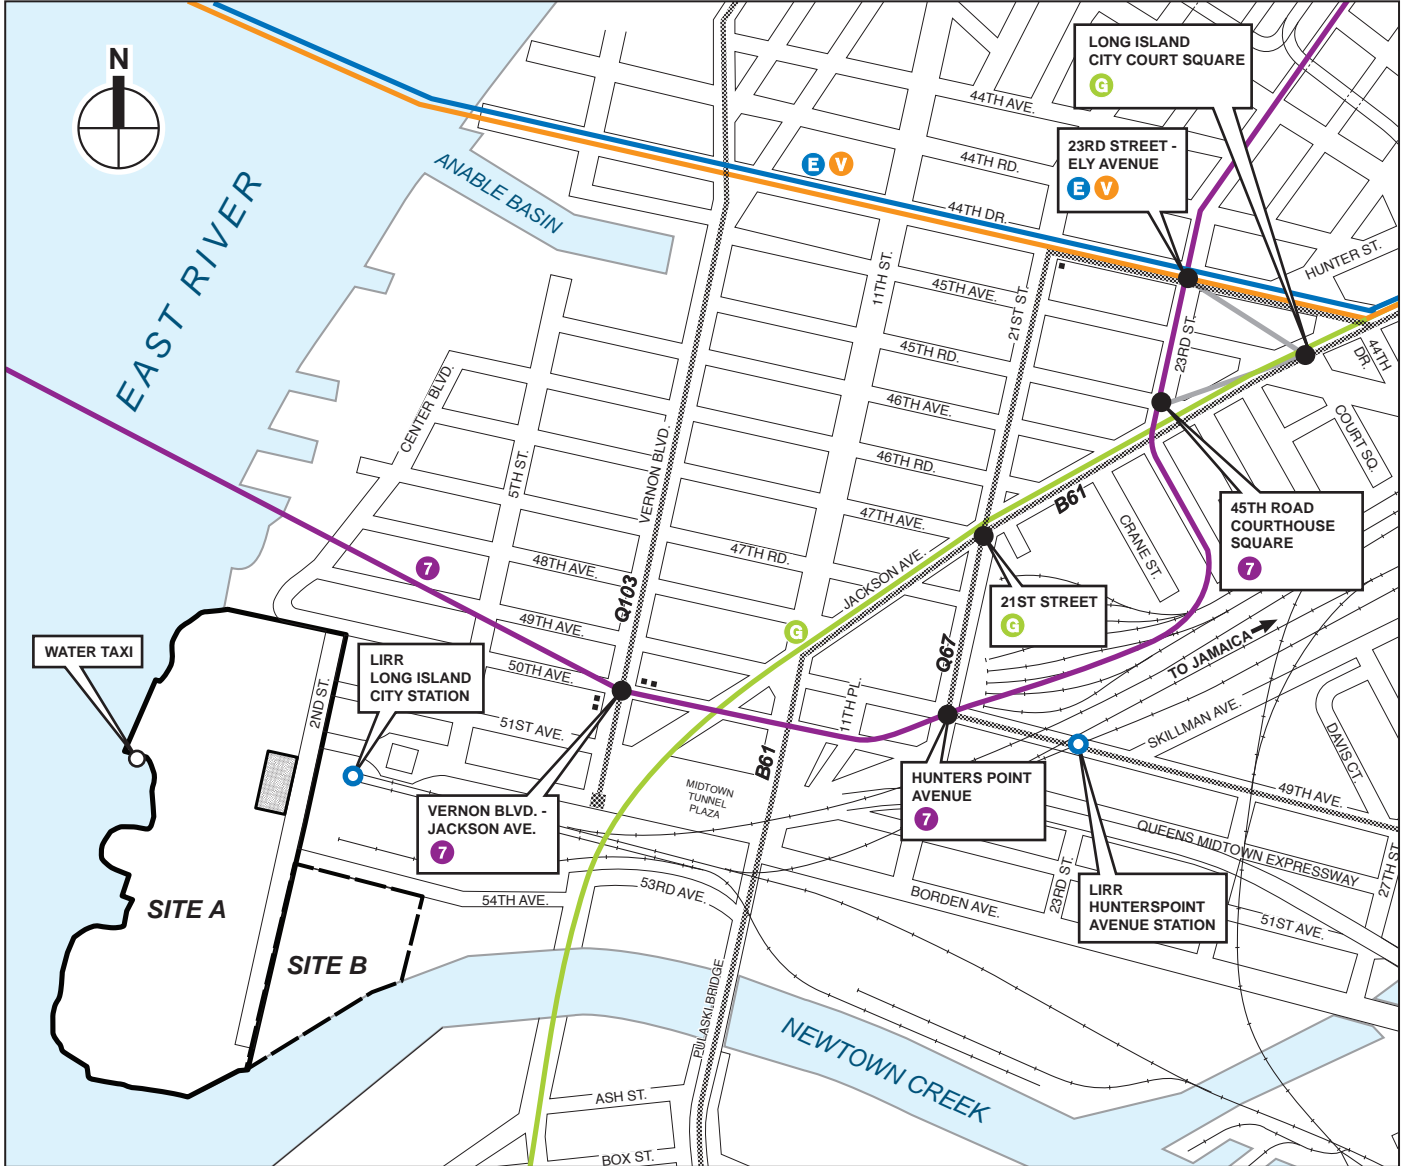 N
LONG ISLAND
CITY COURT SQUARE
G
23RD STREET -
ELY AVENUE
E V
E V
44TH AVE.
44TH RD.
44TH DR.
HUNTER ST.
ANABLE BASIN
EAST RIVER
11TH ST.
45TH AVE.
21ST ST.
23RD ST.
44TH
DR.
45TH RD.
46TH AVE.
46TH RD.
47TH AVE.
COURT SQ.
CENTER BLVD.
5TH ST.
VERNON BLVD.
B61
CRANE ST.
45TH ROAD
COURTHOUSE
SQUARE
7
7
48TH AVE.
47TH RD.
JACKSON AVE.
Q103
49TH AVE.
G
21ST STREET
G
Q67
TO JAMAICA
WATER TAXI
LIRR
LONG ISLAND
CITY STATION
50TH AVE.
2ND ST.
51ST AVE.
11TH PL.
SKILLMAN AVE.
DAVIS CT.
B61
MIDTOWN
TUNNEL
PLAZA
VERNON BLVD. -
JACKSON AVE.
7
HUNTERS POINT
AVENUE
7
49TH AVE.
QUEENS MIDTOWN EXPRESSWAY
27TH ST.
23RD ST.
LIRR
HUNTERSPOINT
AVENUE STATION
51ST AVE.
BORDEN AVE.
53RD AVE.
54TH AVE.
SITE A
SITE B
PULASKI BRIDGE
NEWTOWN CREEK
ASH ST.
BOX ST.